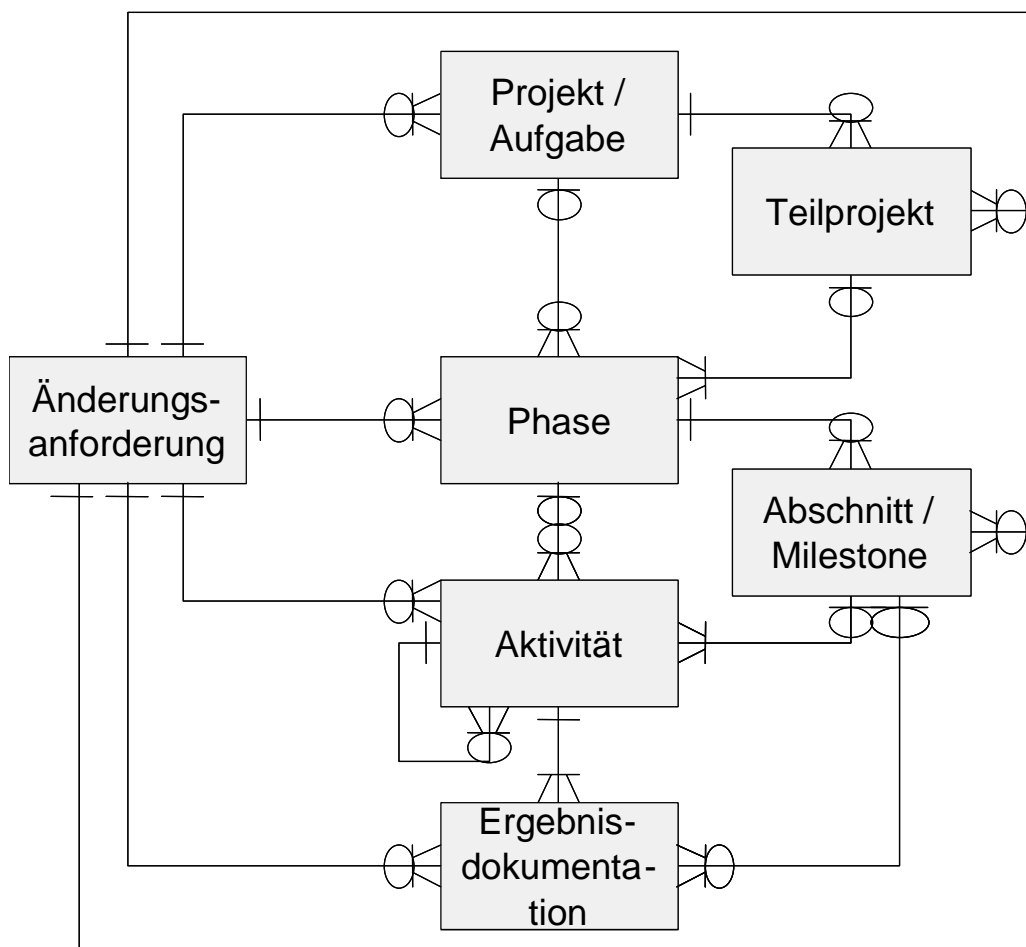 Projekt /
Aufgabe
Teilprojekt
Änderungs-
anforderung
Phase
Abschnitt /
Milestone
Aktivität
Ergebnis-
dokumenta-
tion